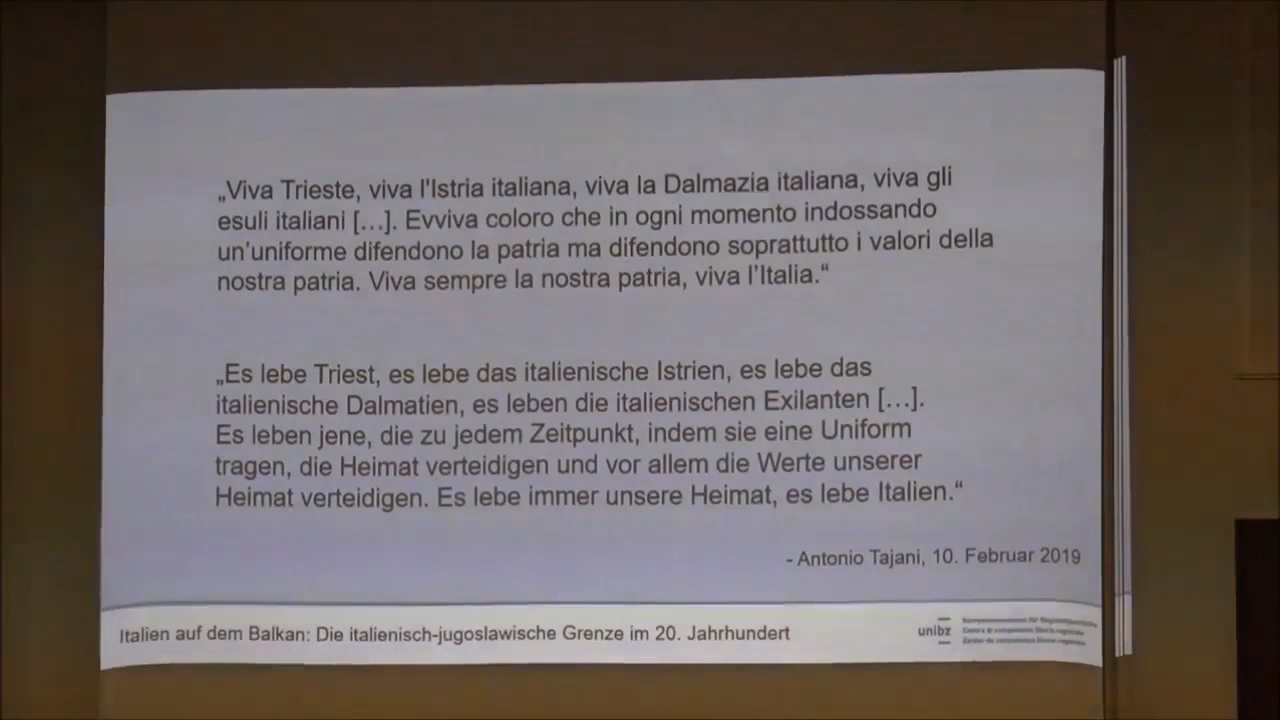 „Viva Trieste, viva l'Istria italiana, viva la Dalmazia italiana, viva gli
esuli italiani […]. Evviva coloro che in ogni momento indossando
un'uniforme difendono la patria ma difendono soprattutto i valori della
nostra patria. Viva sempre la nostra patria, viva l'Italia.“
„Es lebe Triest, es lebe das italienische Istrien, es lebe das
italienische Dalmatien, es leben die italienischen Exilanten […].
Es leben jene, die zu jedem Zeitpunkt, indem sie eine Uniform
tragen, die Heimat verteidigen und vor allem die Werte unserer
Heimat verteidigen. Es lebe immer unsere Heimat, es lebe Italien.“
- Antonio Tajani, 10. Februar 2019
Italien auf dem Balkan: Die italienisch-jugoslawische Grenze im 20. Jahrhundert
unibz